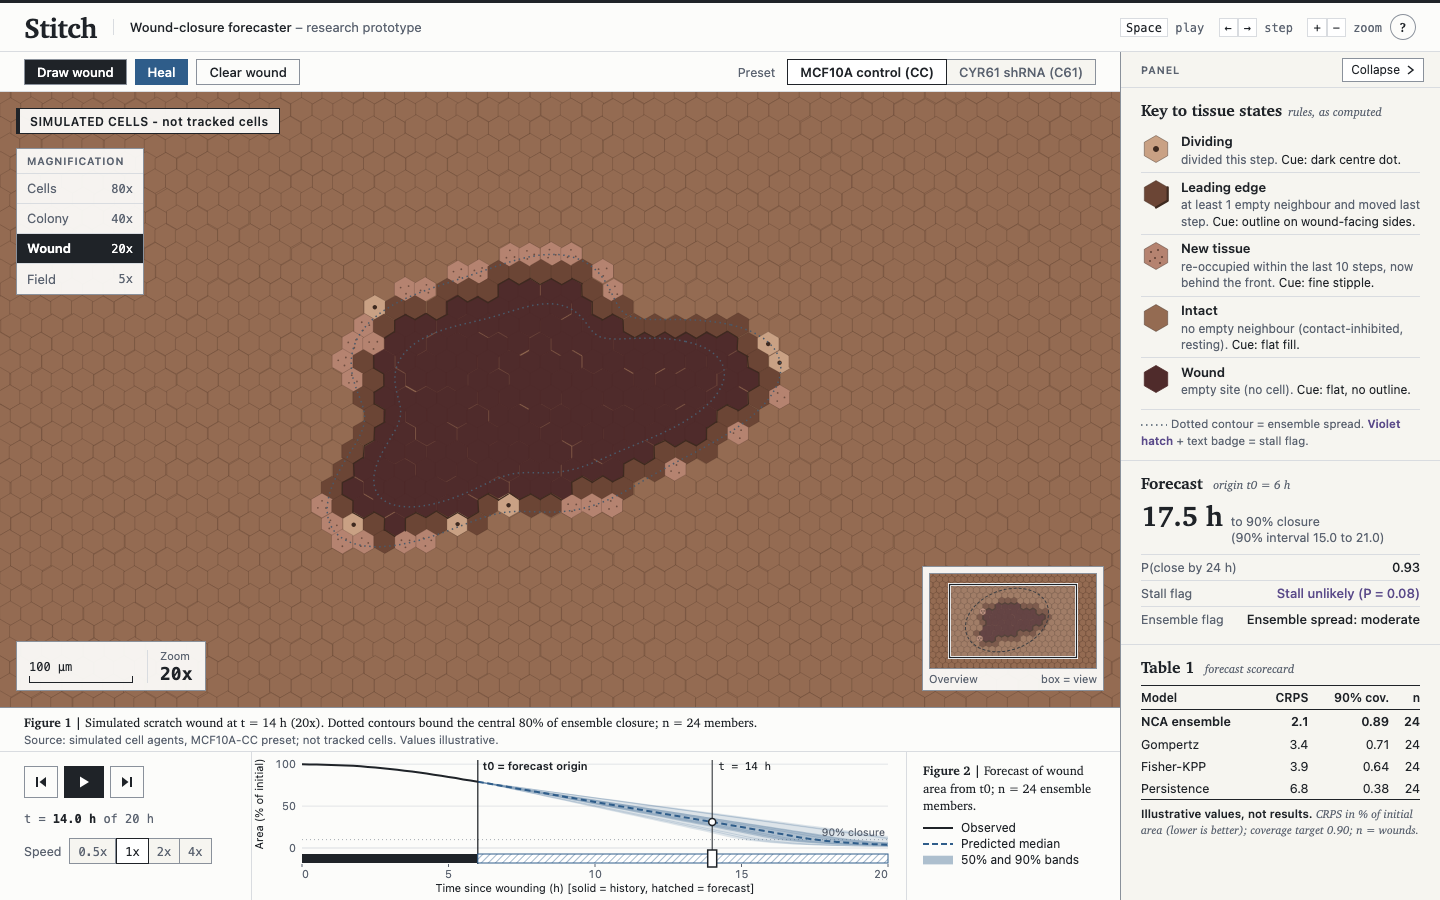 Stitch
Wound-closure forecaster – research prototype
Space play ← → step + − zoom ?
Draw wound
Heal
Clear wound
Preset
MCF10A control (CC)
CYR61 shRNA (C61)
SIMULATED CELLS - not tracked cells
MAGNIFICATION
Cells 80x
Colony 40x
Wound 20x
Field 5x
100 µm
Zoom
20x
Overview
box = view
Figure 1 | Simulated scratch wound at t = 14 h (20x). Dotted contours bound the central 80% of ensemble closure; n = 24 members.
Source: simulated cell agents, MCF10A-CC preset; not tracked cells. Values illustrative.
t = 14.0 h of 20 h
Speed 0.5x 1x 2x 4x
Area (% of initial)
100
50
0
t0 = forecast origin
t = 14 h
90% closure
0 5 10 15 20
Time since wounding (h) [solid = history, hatched = forecast]
Figure 2 | Forecast of wound
area from t0; n = 24 ensemble
members.
Observed
Predicted median
50% and 90% bands
PANEL
Collapse
Key to tissue states rules, as computed
Dividing
divided this step. Cue: dark centre dot.
Leading edge
at least 1 empty neighbour and moved last
step. Cue: outline on wound-facing sides.
New tissue
re-occupied within the last 10 steps, now
behind the front. Cue: fine stipple.
Intact
no empty neighbour (contact-inhibited,
resting). Cue: flat fill.
Wound
empty site (no cell). Cue: flat, no outline.
Dotted contour = ensemble spread. Violet
hatch + text badge = stall flag.
Forecast origin t0 = 6 h
17.5 h to 90% closure
(90% interval 15.0 to 21.0)
P(close by 24 h) 0.93
Stall flag Stall unlikely (P = 0.08)
Ensemble flag Ensemble spread: moderate
Table 1 forecast scorecard
Model CRPS 90% cov. n
NCA ensemble 2.1 0.89 24
Gompertz 3.4 0.71 24
Fisher-KPP 3.9 0.64 24
Persistence 6.8 0.38 24
Illustrative values, not results. CRPS in % of initial
area (lower is better); coverage target 0.90; n = wounds.